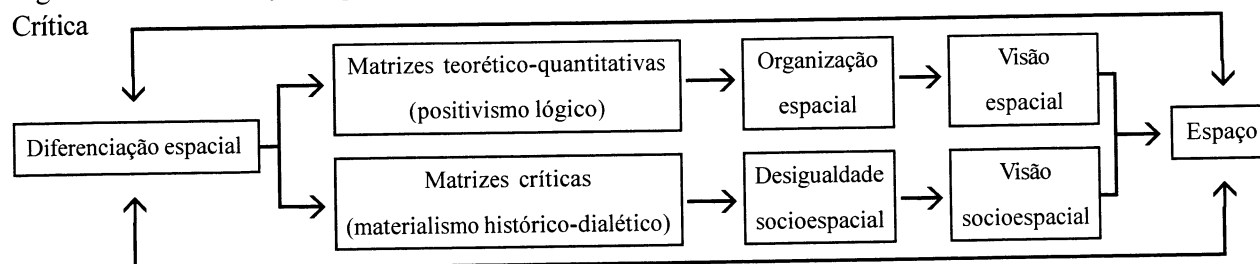 Crítica
Matrizes teorético-quantitativas
(positivismo lógico)
Organização
espacial
Visão
espacial
Diferenciação espacial
Espaço
Matrizes críticas
(materialismo histórico-dialético)
Desigualdade
socioespacial
Visão
socioespacial